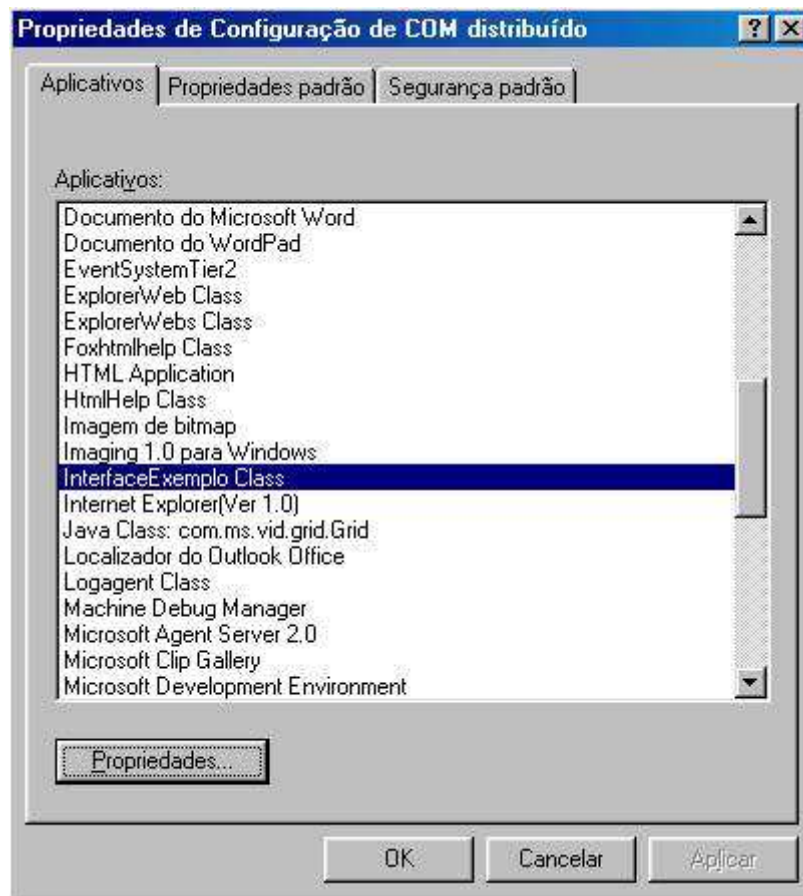 Propriedades de Configuração de COM distribuído
Aplicativos
Propriedades padrão
Segurança padrão
Aplicativos:
Documento do Microsoft Word
Documento do WordPad
EventSystemTier2
ExplorerWeb Class
ExplorerWebs Class
Foxhtmlhelp Class
HTML Application
HtmlHelp Class
Imagem de bitmap
Imaging 1.0 para Windows
InterfaceExemplo Class
Internet Explorer(Ver 1.0)
Java Class: com.ms.vid.grid.Grid
Localizador do Outlook Office
Logagent Class
Machine Debug Manager
Microsoft Agent Server 2.0
Microsoft Clip Gallery
Microsoft Development Environment
Propriedades...
OK
Cancelar
Aplicar